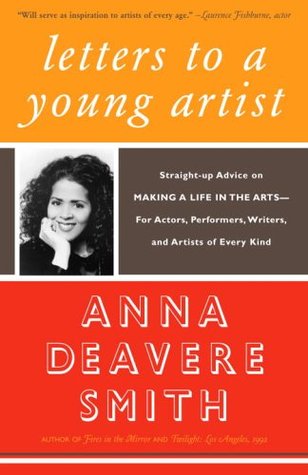 "Will serve as inspiration to artists of every age." —Laurence Fishburne, actor
letters to a
young artist
Straight-up Advice on
MAKING A LIFE IN THE ARTS—
For Actors, Performers, Writers,
and Artists of Every Kind
ANNA
DEAVERE
SMITH
AUTHOR OF Fires in the Mirror AND Twilight: Los Angeles, 1992